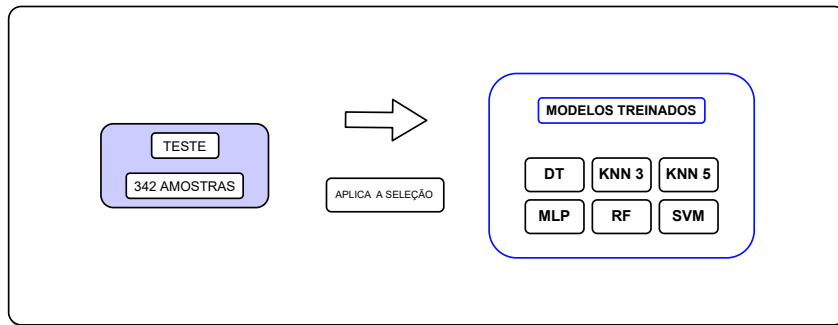 TESTE
342 AMOSTRAS
APLICA A SELEÇÃO
MODELOS TREINADOS
DT KNN 3 KNN 5
MLP RF SVM